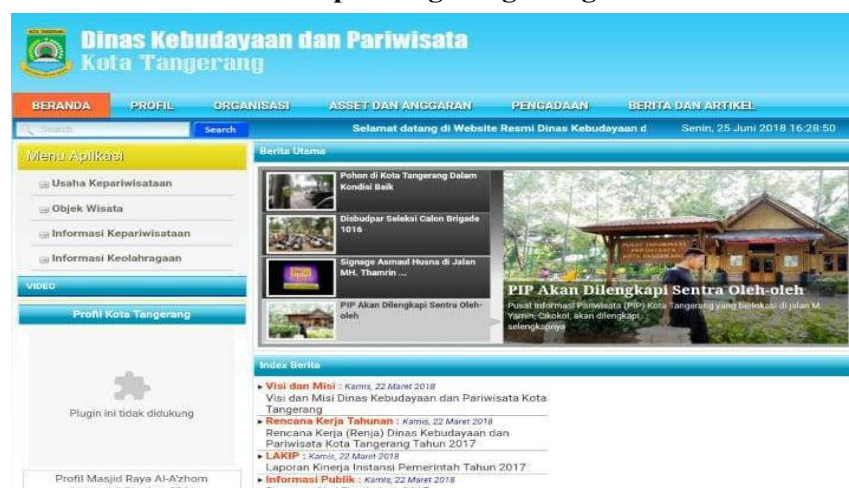 Dinas Kebudayaan dan Pariwisata
Kota Tangerang
BERANDA PROFIL ORGANISASI ASSET DAN ANGGARAN PENGADAAN BERITA DAN ARTIKEL
Search Search Selamat datang di Website Resmi Dinas Kebudayaan d Senin, 25 Juni 2018 16:28:50
Menu Aplikasi
Usaha Kepariwisataan
Objek Wisata
Informasi Kepariwisataan
Informasi Keolahragaan
VIDEO
Profil Kota Tangerang
Plugin ini tidak didukung
Profil Masjid Raya Al-A'zhom
Berita Utama
Pohon di Kota Tangerang Dalam
Kondisi Baik
Disbudpar Seleksi Calon Brigade
1016
Signage Asmaul Husna di Jalan
MH. Thamrin ...
PIP Akan Dilengkapi Sentra Oleh-
oleh
PUSAT INFORMASI
PARIWISATA
KOTA TANGERANG
PIP Akan Dilengkapi Sentra Oleh-oleh
Pusat Informasi Pariwisata (PIP) Kota Tangerang yang berlokasi di jalan M.
Yamin, Cikokol, akan dilengkapi
selengkapnya
Index Berita
Visi dan Misi : Kamis, 22 Maret 2018
Visi dan Misi Dinas Kebudayaan dan Pariwisata Kota
Tangerang
Rencana Kerja Tahunan : Kamis, 22 Maret 2018
Rencana Kerja (Renja) Dinas Kebudayaan dan
Pariwisata Kota Tangerang Tahun 2017
LAKIP : Kamis, 22 Maret 2018
Laporan Kinerja Instansi Pemerintah Tahun 2017
Informasi Publik : Kamis, 22 Maret 2018